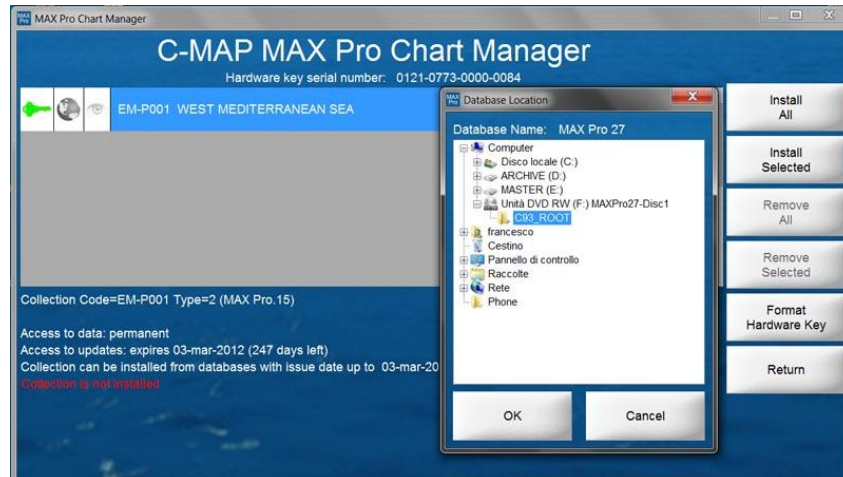 MAX Pro Chart Manager
C-MAP MAX Pro Chart Manager
Hardware key serial number: 0121-0773-0000-0084
EM-P001 WEST MEDITERRANEAN SEA
Database Location
Database Name: MAX Pro 27
Computer
Disco locale (C:)
ARCHIVE (D:)
MASTER (E:)
Unità DVD RW (F:) MAXPro27-Disc1
C93_ROOT
francesco
Cestino
Pannello di controllo
Raccolte
Rete
Phone
OK
Cancel
Install
All
Install
Selected
Remove
All
Remove
Selected
Format
Hardware Key
Return
Collection Code=EM-P001 Type=2 (MAX Pro.15)
Access to data: permanent
Access to updates: expires 03-mar-2012 (247 days left)
Collection can be installed from databases with issue date up to 03-mar-20
Collection is not installed